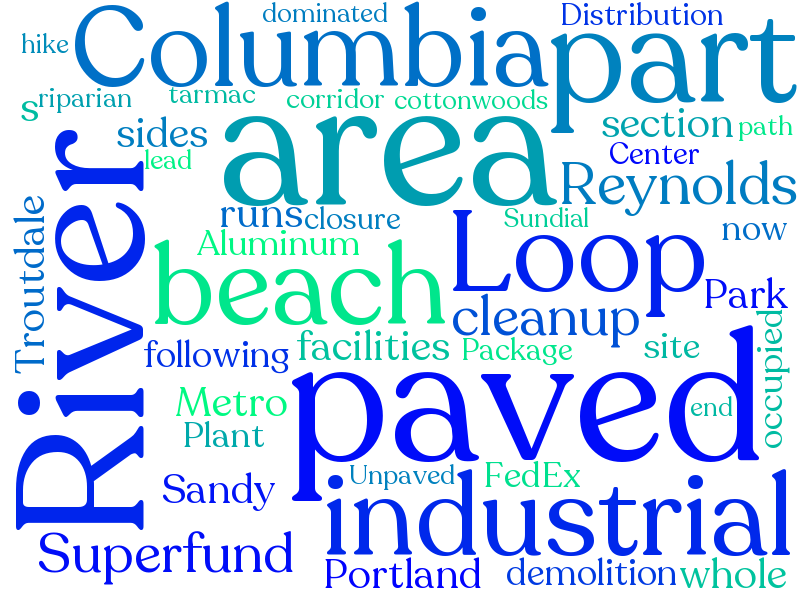 dominated
Distribution
hike
Columbia
part
s
riparian
tarmac
corridor
cottonwoods
sides
area
section
path
lead
Center
River
Reynolds
runs
closure
Sundial
now
Troutdale
Aluminum
beach
Loop
Park
cleanup
following
facilities
Package
site
occupied
Metro
paved
end
Plant
Sandy
Unpaved
FedEx
industrial
Superfund
Portland
demolition
whole